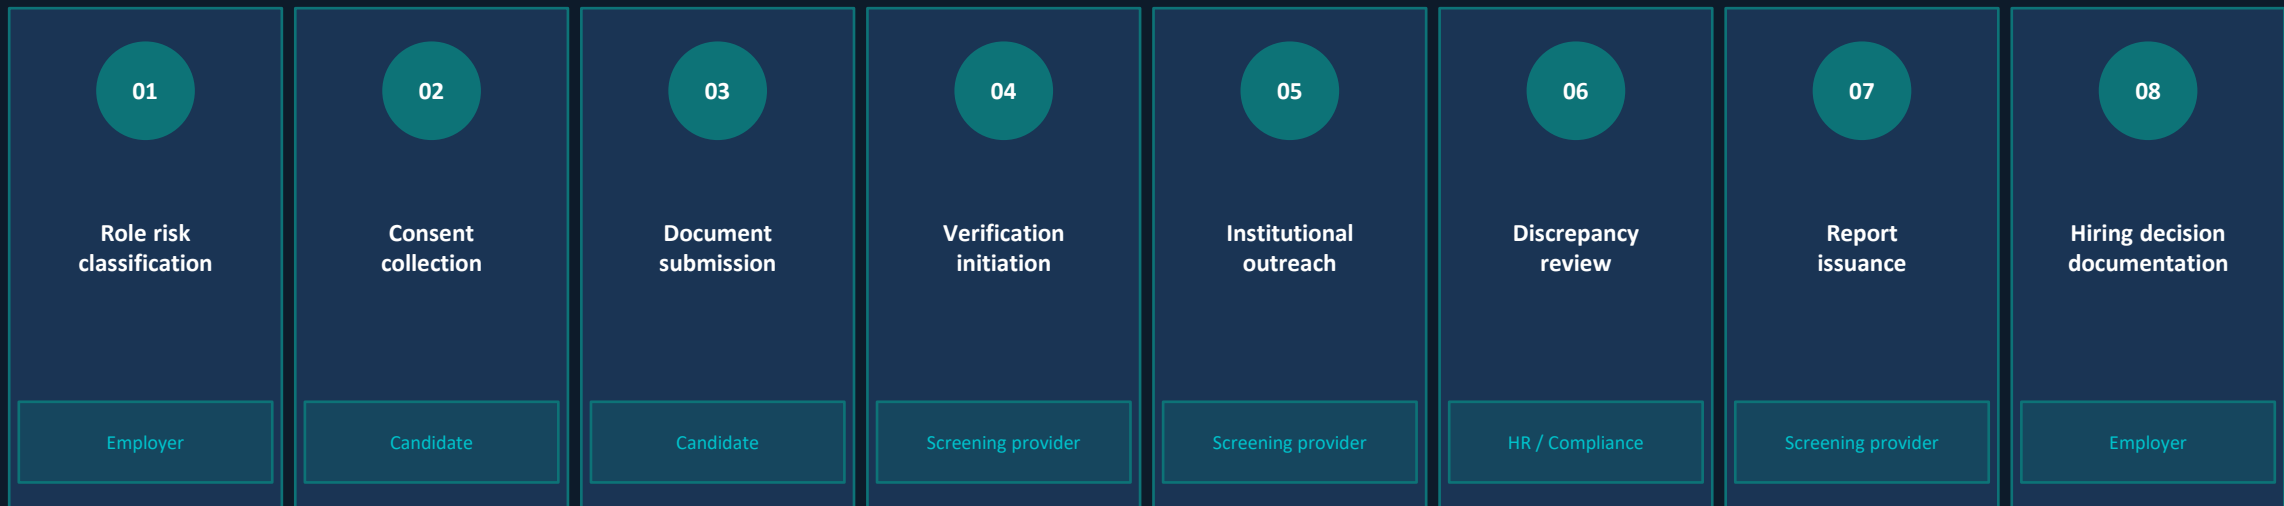 01
Role risk
classification
Employer
02
Consent
collection
Candidate
03
Document
submission
Candidate
04
Verification
initiation
Screening provider
05
Institutional
outreach
Screening provider
06
Discrepancy
review
HR / Compliance
07
Report
issuance
Screening provider
08
Hiring decision
documentation
Employer